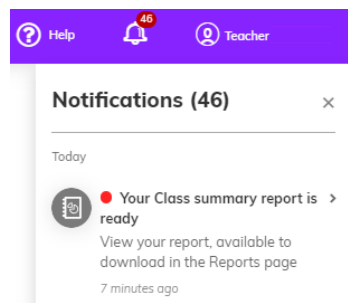 46
Help
Teacher
Notifications (46)
Today
Your Class summary report is
ready
View your report, available to
download in the Reports page
7 minutes ago